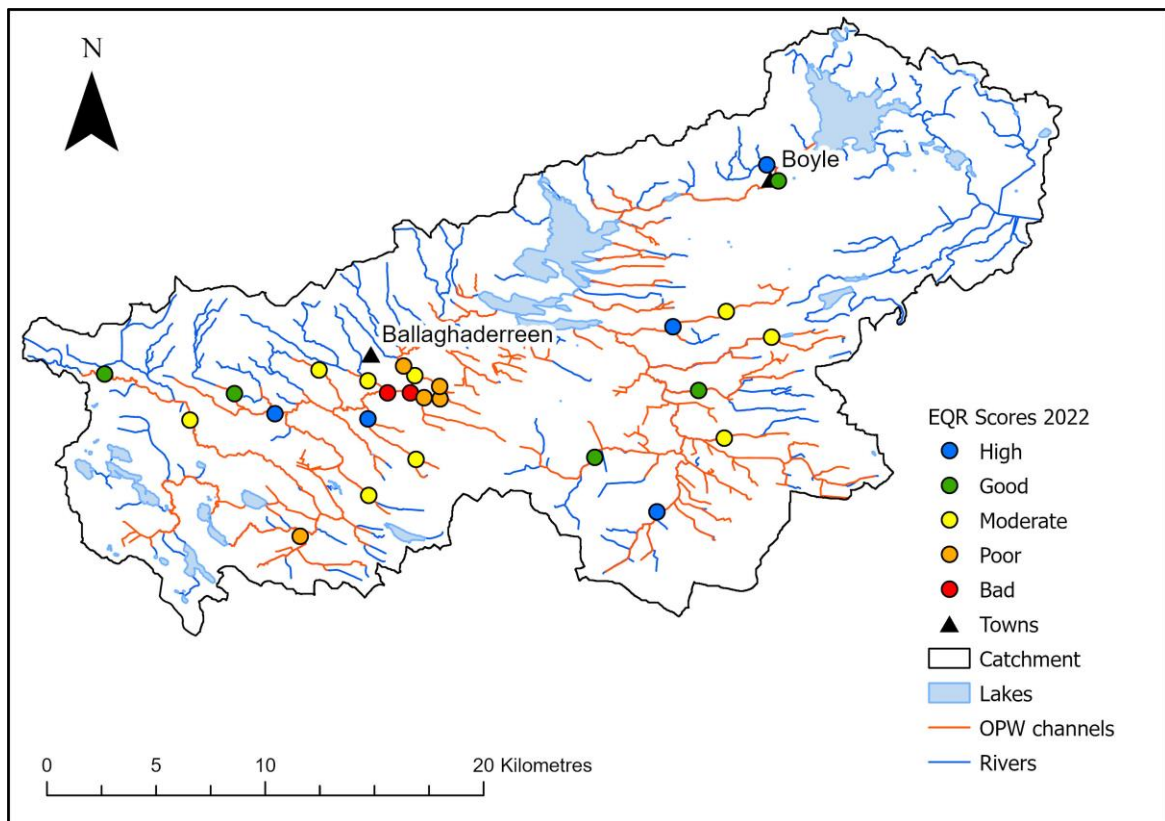 N
Boyle
Ballaghaderreen
EQR Scores 2022
High
Good
Moderate
Poor
Bad
Towns
Catchment
Lakes
OPW channels
Rivers
0 5 10 20 Kilometres